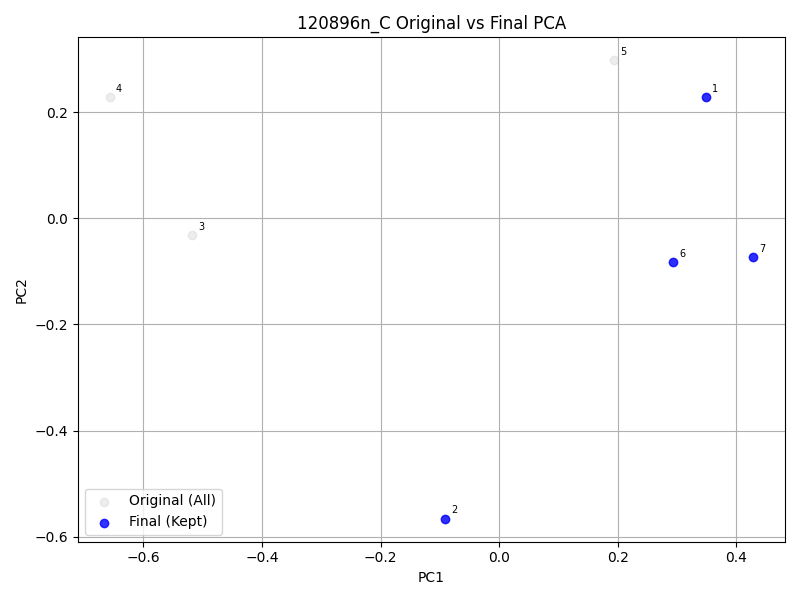 120896n_C Original vs Final PCA
5
4
1
0.2
3
0.0
7
6
PC2
−0.2
−0.4
2
Original (All)
Final (Kept)
−0.6
−0.6 −0.4 −0.2 0.0 0.2 0.4
PC1